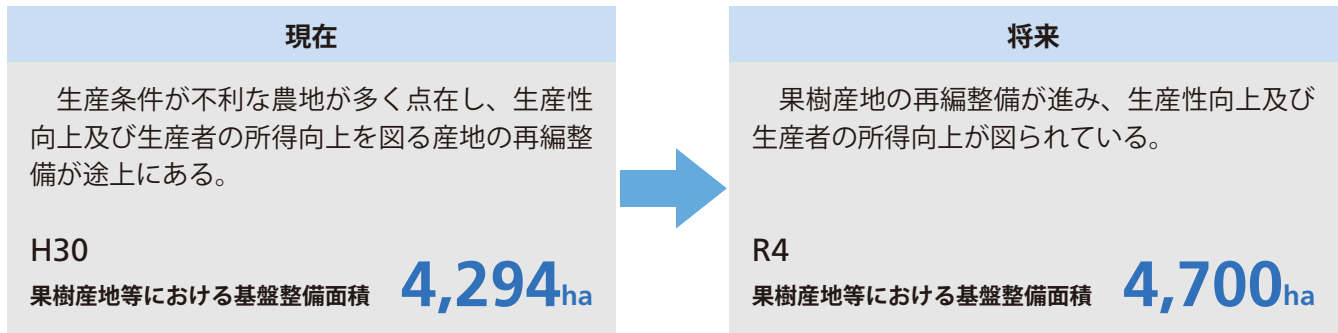 現在
　生産条件が不利な農地が多く点在し、生産性
向上及び生産者の所得向上を図る産地の再編整
備が途上にある。
H30
果樹産地等における基盤整備面積 4,294ha
将来
　果樹産地の再編整備が進み、生産性向上及び
生産者の所得向上が図られている。
R4
果樹産地等における基盤整備面積 4,700ha